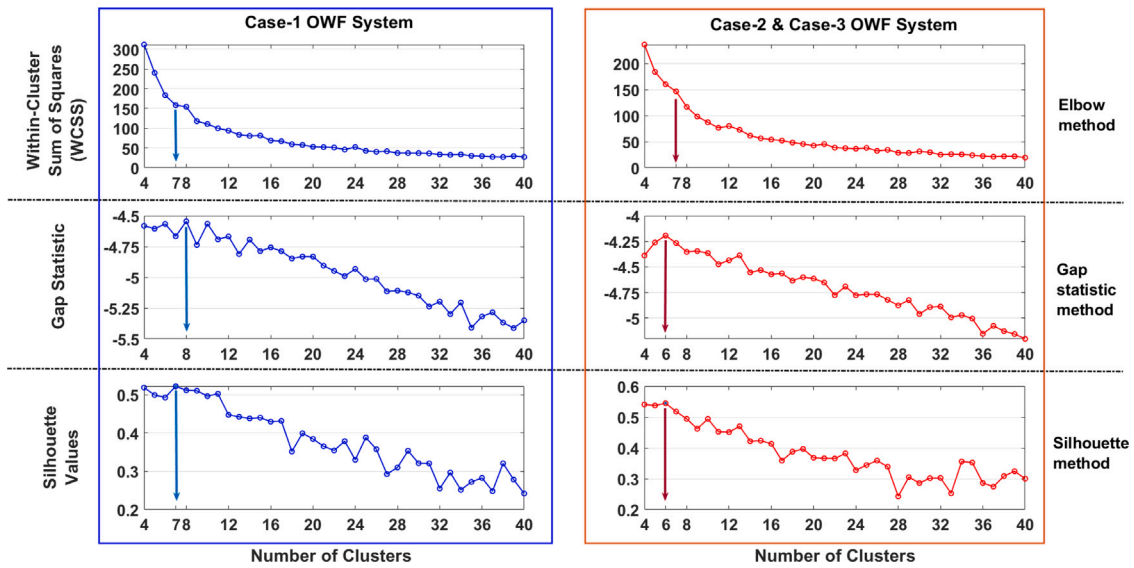 Case-1 OWF System
Case-2 & Case-3 OWF System
Within-Cluster
Sum of Squares
(WCSS)
300
250
200
150
100
50
0
4 7 8 12 16 20 24 28 32 36 40
200
150
100
50
0
4 7 8 12 16 20 24 28 32 36 40
Elbow
method
Gap Statistic
-4.5
-4.75
-5
-5.25
-5.5
4 8 12 16 20 24 28 32 36 40
-4
-4.25
-4.5
-4.75
-5
4 6 8 12 16 20 24 28 32 36 40
Gap
statistic
method
Silhouette
Values
0.5
0.4
0.3
0.2
4 7 8 12 16 20 24 28 32 36 40
Number of Clusters
0.6
0.5
0.4
0.3
0.2
4 6 8 12 16 20 24 28 32 36 40
Number of Clusters
Silhouette
method